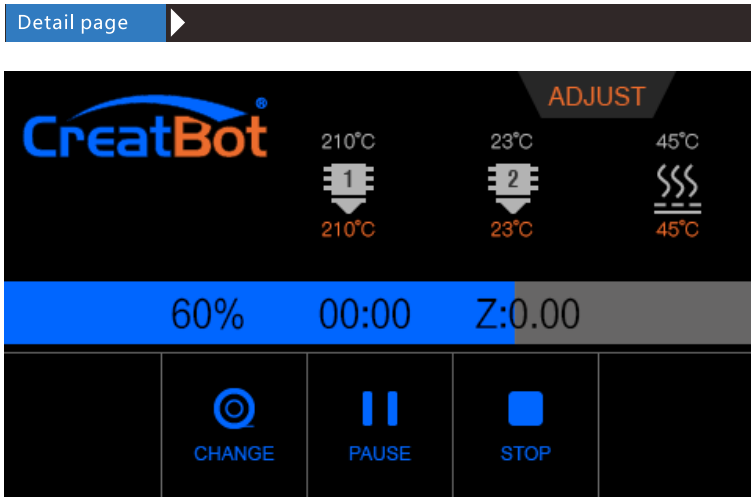 Detail page
ADJUST
CreatBot®
210°C 23°C 45°C
1 2
210°C 23°C 45°C
60% 00:00 Z:0.00
CHANGE PAUSE STOP